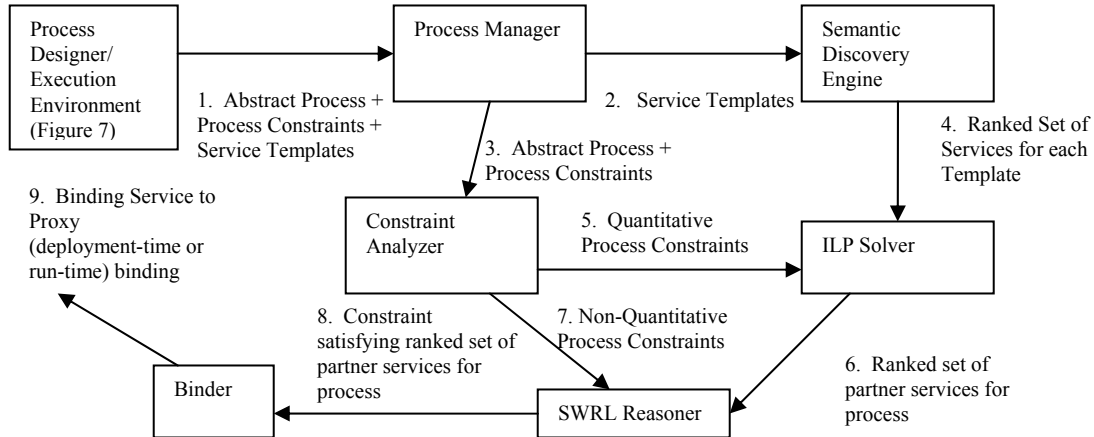 Process
Designer/
Execution
Environment
(Figure 7)
Process Manager
Semantic
Discovery
Engine
1. Abstract Process +
Process Constraints +
Service Templates
2. Service Templates
3. Abstract Process +
Process Constraints
4. Ranked Set of
Services for each
Template
9. Binding Service to
Proxy
(deployment-time or
run-time) binding
Constraint
Analyzer
5. Quantitative
Process Constraints
ILP Solver
8. Constraint
satisfying ranked set of
partner services for
process
7. Non-Quantitative
Process Constraints
6. Ranked set of
partner services for
process
Binder
SWRL Reasoner